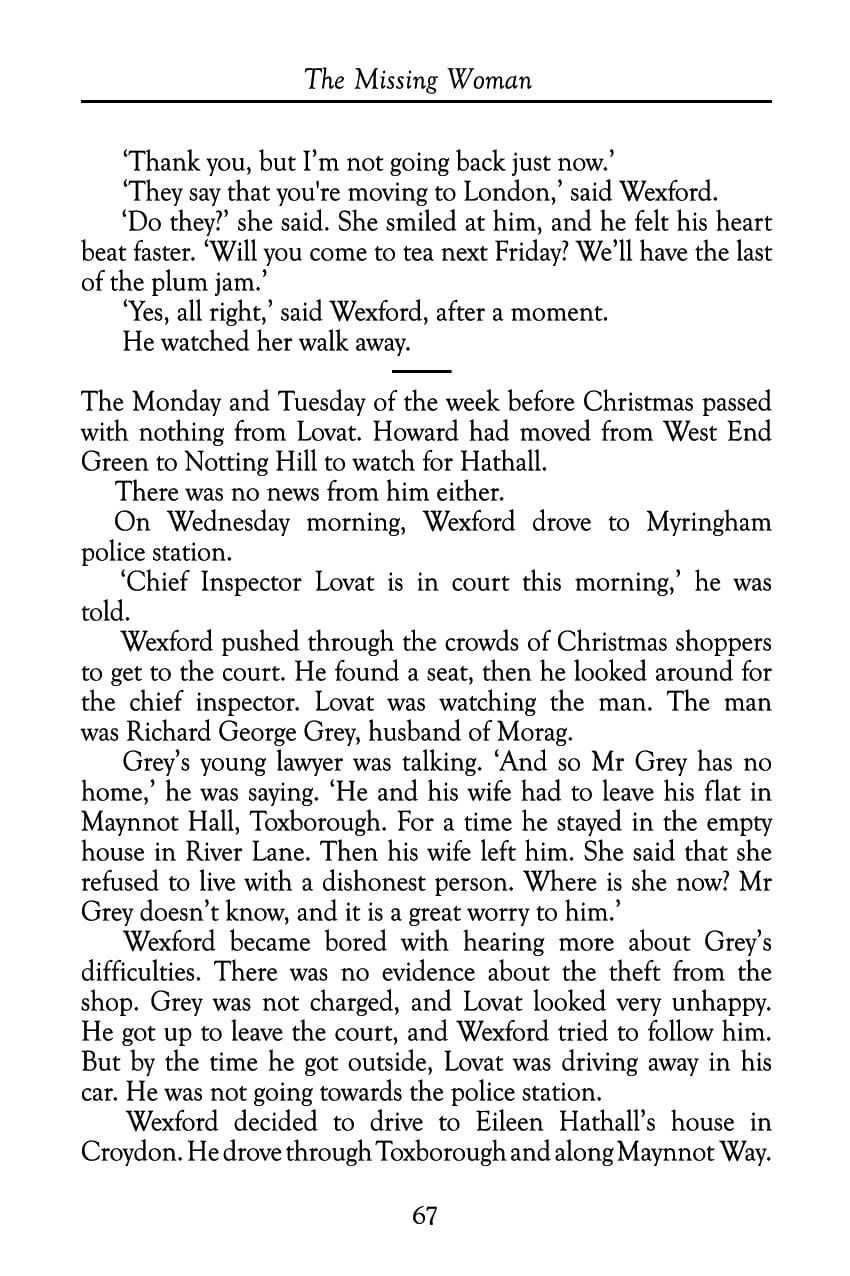 The Missing Woman
‘Thank you, but I’m not going back just now.’
‘They say that you're moving to London,’ said Wexford.
‘Do they?’ she said. She smiled at him, and he felt his heart
beat faster. ‘Will you come to tea next Friday? We’ll have the last
of the plum jam.’
‘Yes, all right,’ said Wexford, after a moment.
He watched her walk away.
The Monday and Tuesday of the week before Christmas passed
with nothing from Lovat. Howard had moved from West End
Green to Notting Hill to watch for Hathall.
There was no news from him either.
On Wednesday morning, Wexford drove to Myringham
police station.
‘Chief Inspector Lovat is in court this morning,’ he was
told.
Wexford pushed through the crowds of Christmas shoppers
to get to the court. He found a seat, then he looked around for
the chief inspector. Lovat was watching the man. The man
was Richard George Grey, husband of Morag.
Grey’s young lawyer was talking. ‘And so Mr Grey has no
home,’ he was saying. ‘He and his wife had to leave his flat in
Maynnot Hall, Toxborough. For a time he stayed in the empty
house in River Lane. Then his wife left him. She said that she
refused to live with a dishonest person. Where is she now? Mr
Grey doesn’t know, and it is a great worry to him.’
Wexford became bored with hearing more about Grey’s
difficulties. There was no evidence about the theft from the
shop. Grey was not charged, and Lovat looked very unhappy.
He got up to leave the court, and Wexford tried to follow him.
But by the time he got outside, Lovat was driving away in his
car. He was not going towards the police station.
Wexford decided to drive to Eileen Hathall’s house in
Croydon. He drove through Toxborough and along Maynnot Way.
67